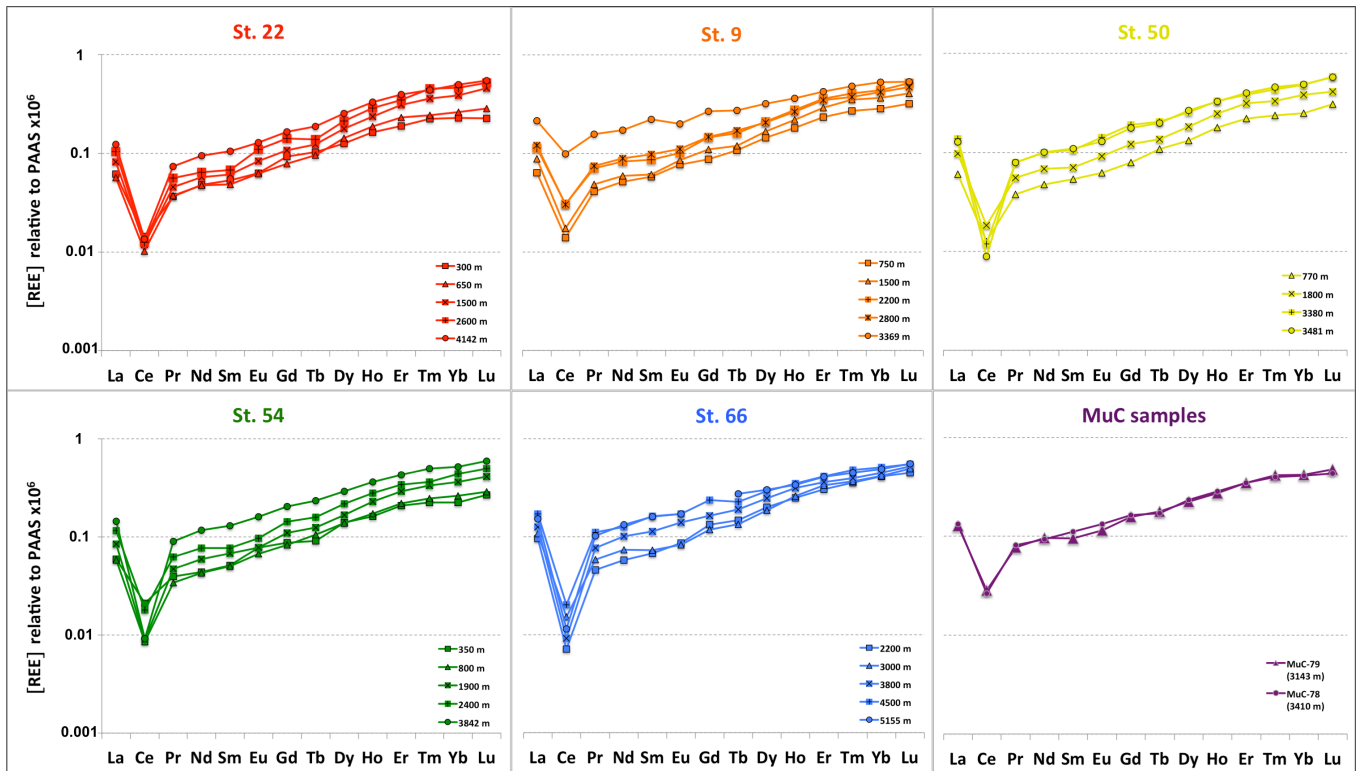 St. 22
St. 9
St. 50
[REE] relative to PAAS x10⁶
1
0.1
0.01
0.001
300 m
650 m
1500 m
2600 m
4142 m
750 m
1500 m
2200 m
2800 m
3369 m
770 m
1800 m
3380 m
3481 m
La Ce Pr Nd Sm Eu Gd Tb Dy Ho Er Tm Yb Lu
La Ce Pr Nd Sm Eu Gd Tb Dy Ho Er Tm Yb Lu
La Ce Pr Nd Sm Eu Gd Tb Dy Ho Er Tm Yb Lu
St. 54
St. 66
MuC samples
[REE] relative to PAAS x10⁶
1
0.1
0.01
0.001
350 m
800 m
1900 m
2400 m
3842 m
2200 m
3000 m
3800 m
4500 m
5155 m
MuC-79
(3143 m)
MuC-78
(3410 m)
La Ce Pr Nd Sm Eu Gd Tb Dy Ho Er Tm Yb Lu
La Ce Pr Nd Sm Eu Gd Tb Dy Ho Er Tm Yb Lu
La Ce Pr Nd Sm Eu Gd Tb Dy Ho Er Tm Yb Lu